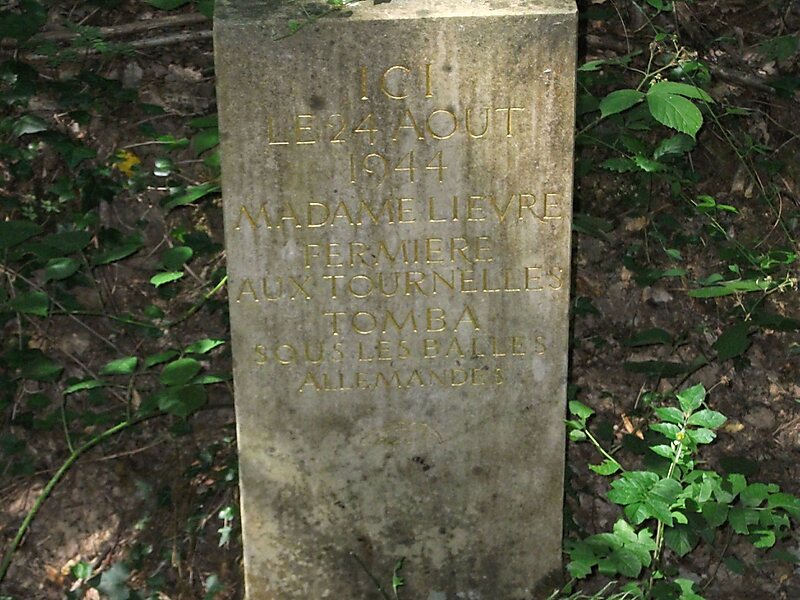 ICI
LE 24 AOUT
1944
MADAME LIEVRE
FERMIERE
AUX TOURNELLES
TOMBA
SOUS LES BALLES
ALLEMANDES